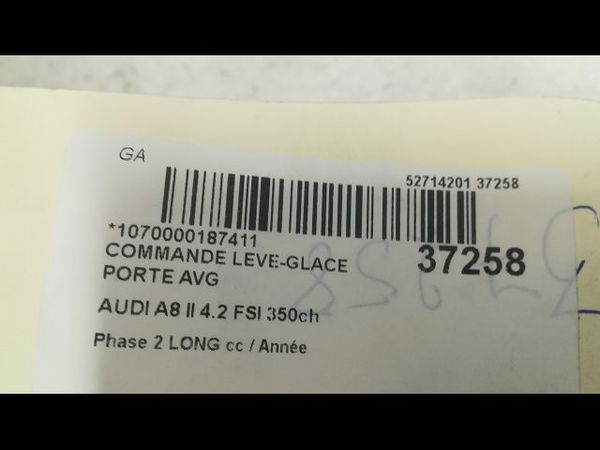 GA
52714201 37258
*1070000187411
COMMANDE LEVE-GLACE
37258
PORTE AVG
AUDI A8 II 4.2 FSI 350ch
Phase 2 LONG cc / Année